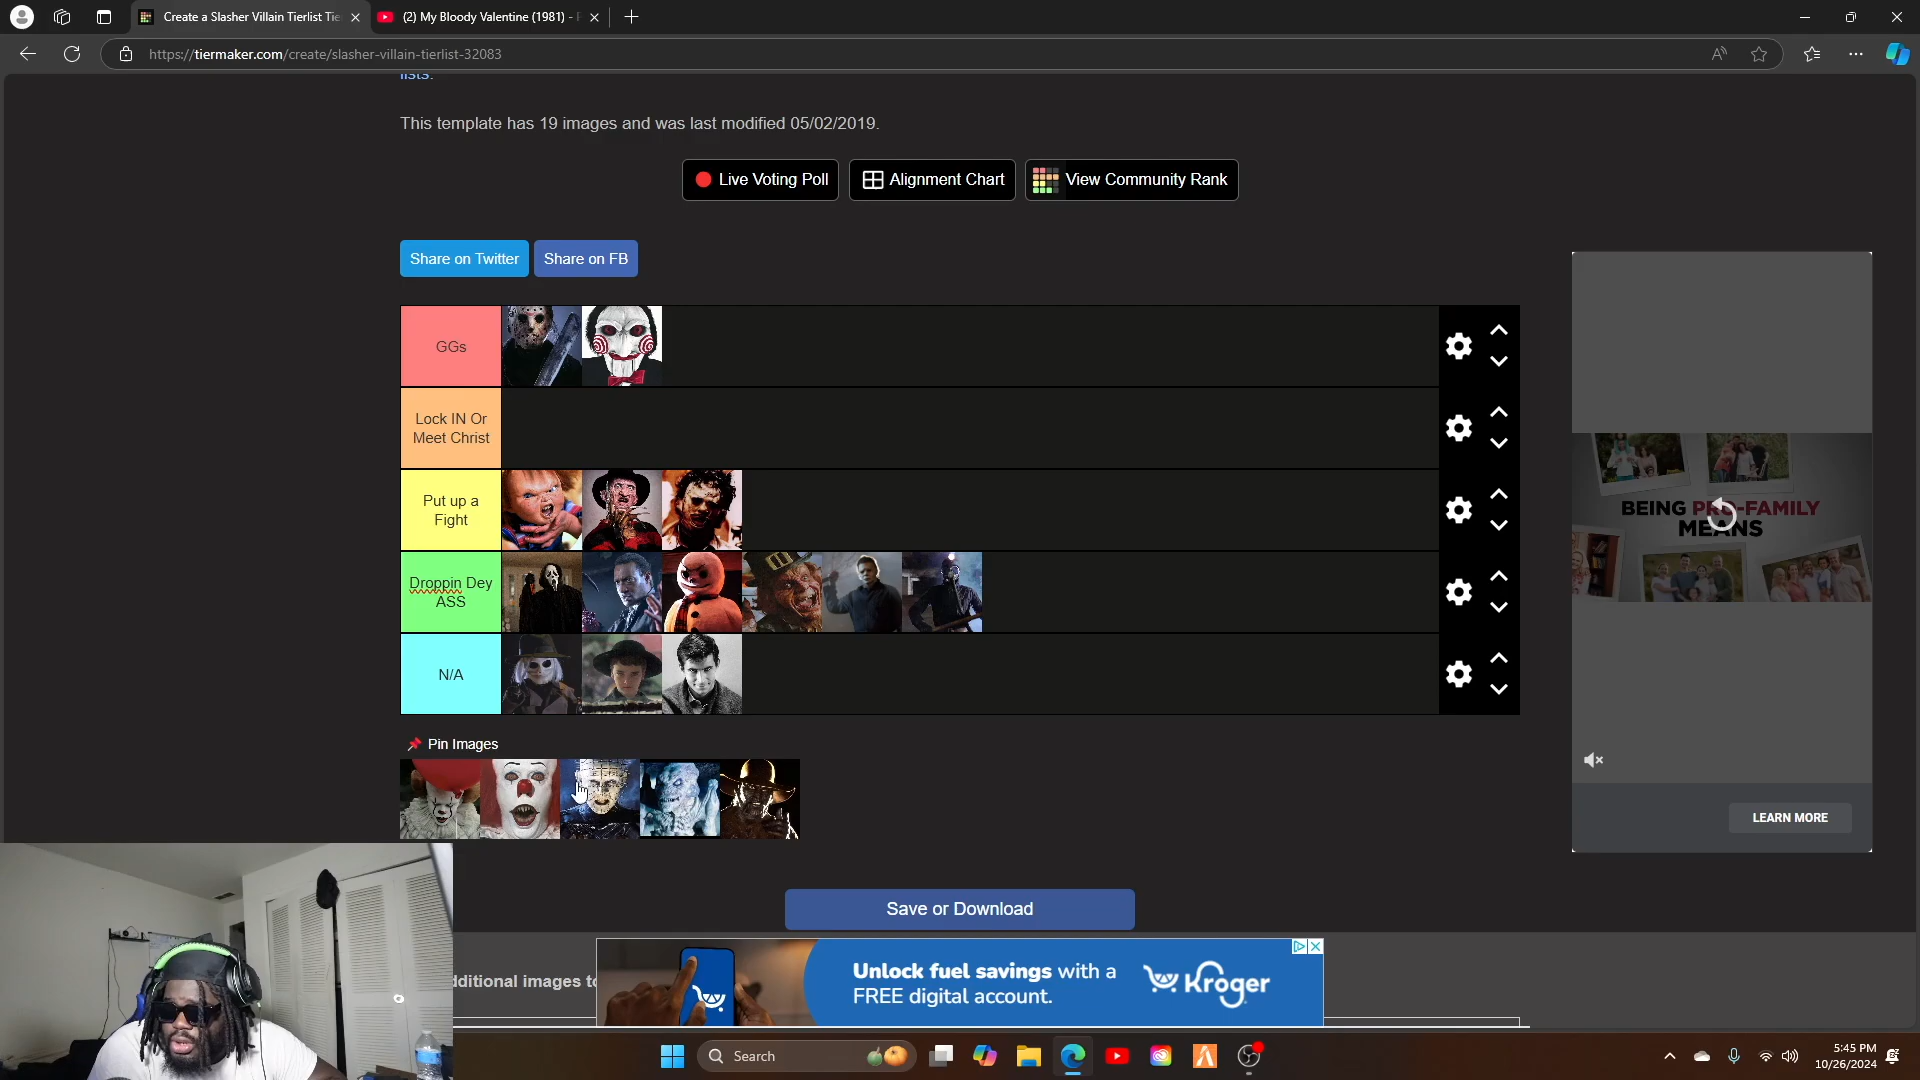 Create a Slasher Villain Tierlist Tie
(2) My Bloody Valentine (1981) -
https://tiermaker.com/create/slasher-villain-tierlist-32083
lists.
This template has 19 images and was last modified 05/02/2019.
Live Voting Poll
Alignment Chart
View Community Rank
Share on Twitter
Share on FB
GGs
Lock IN Or
Meet Christ
Put up a
Fight
Droppin Dey
ASS
N/A
BEING PRO-FAMILY
MEANS
LEARN MORE
Pin Images
Save or Download
dditional images to
Unlock fuel savings with a
FREE digital account.
Kroger
Search
5:45 PM
10/26/2024